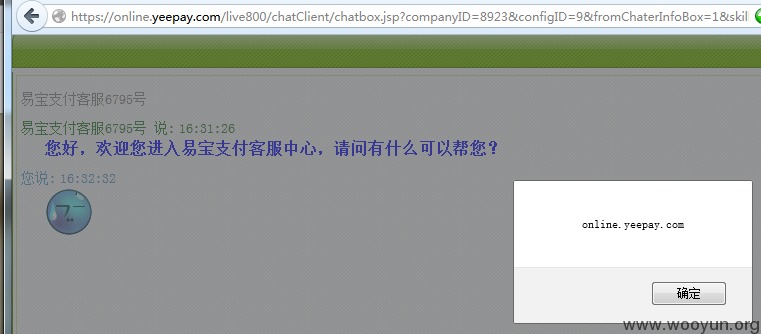 https://online.yeepay.com/live800/chatClient/chatbox.jsp?companyID=8923&configID=9&fromChaterInfoBox=1&skil
易宝支付客服6795号
易宝支付客服6795号 说: 16:31:26
您好，欢迎您进入易宝支付客服中心，请问有什么可以帮您？
您说: 16:32:32
online.yeepay.com
确定
www.wooyun.org